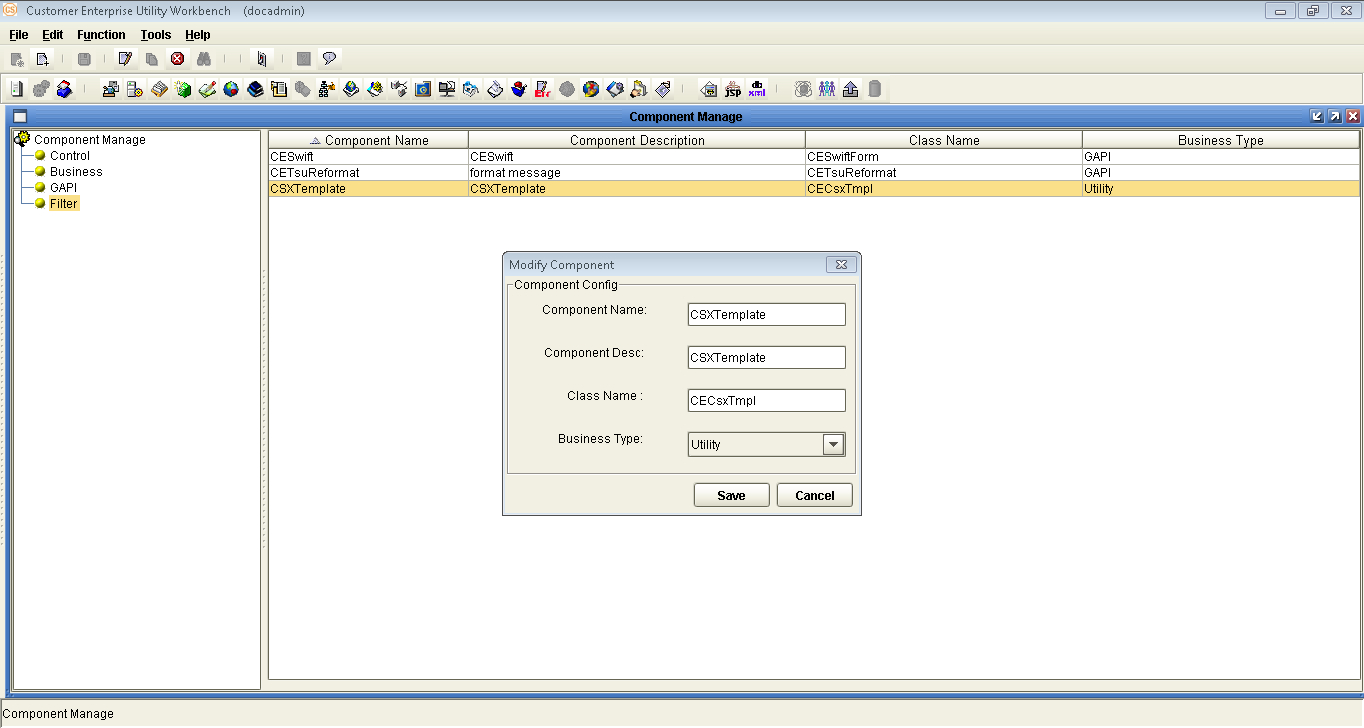 Customer Enterprise Utility Workbench (docadmin)
File Edit Function Tools Help
jsp
xml
Component Manage
Component Manage
Control
Business
GAPI
Filter
Component Name Component Description Class Name Business Type
CESwift CESwift CESwiftForm GAPI
CETsuReformat format message CETsuReformat GAPI
CSXTemplate CSXTemplate CECsxTmpl Utility
Modify Component
Component Config
Component Name: CSXTemplate
Component Desc: CSXTemplate
Class Name : CECsxTmpl
Business Type: Utility
Save Cancel
Component Manage